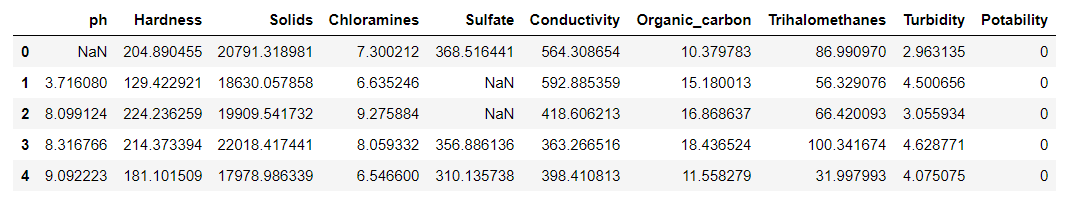 ph Hardness Solids Chloramines Sulfate Conductivity Organic_carbon Trihalomethanes Turbidity Potability
0 NaN 204.890455 20791.318981 7.300212 368.516441 564.308654 10.379783 86.990970 2.963135 0
1 3.716080 129.422921 18630.057858 6.635246 NaN 592.885359 15.180013 56.329076 4.500656 0
2 8.099124 224.236259 19909.541732 9.275884 NaN 418.606213 16.868637 66.420093 3.055934 0
3 8.316766 214.373394 22018.417441 8.059332 356.886136 363.266516 18.436524 100.341674 4.628771 0
4 9.092223 181.101509 17978.986339 6.546600 310.135738 398.410813 11.558279 31.997993 4.075075 0